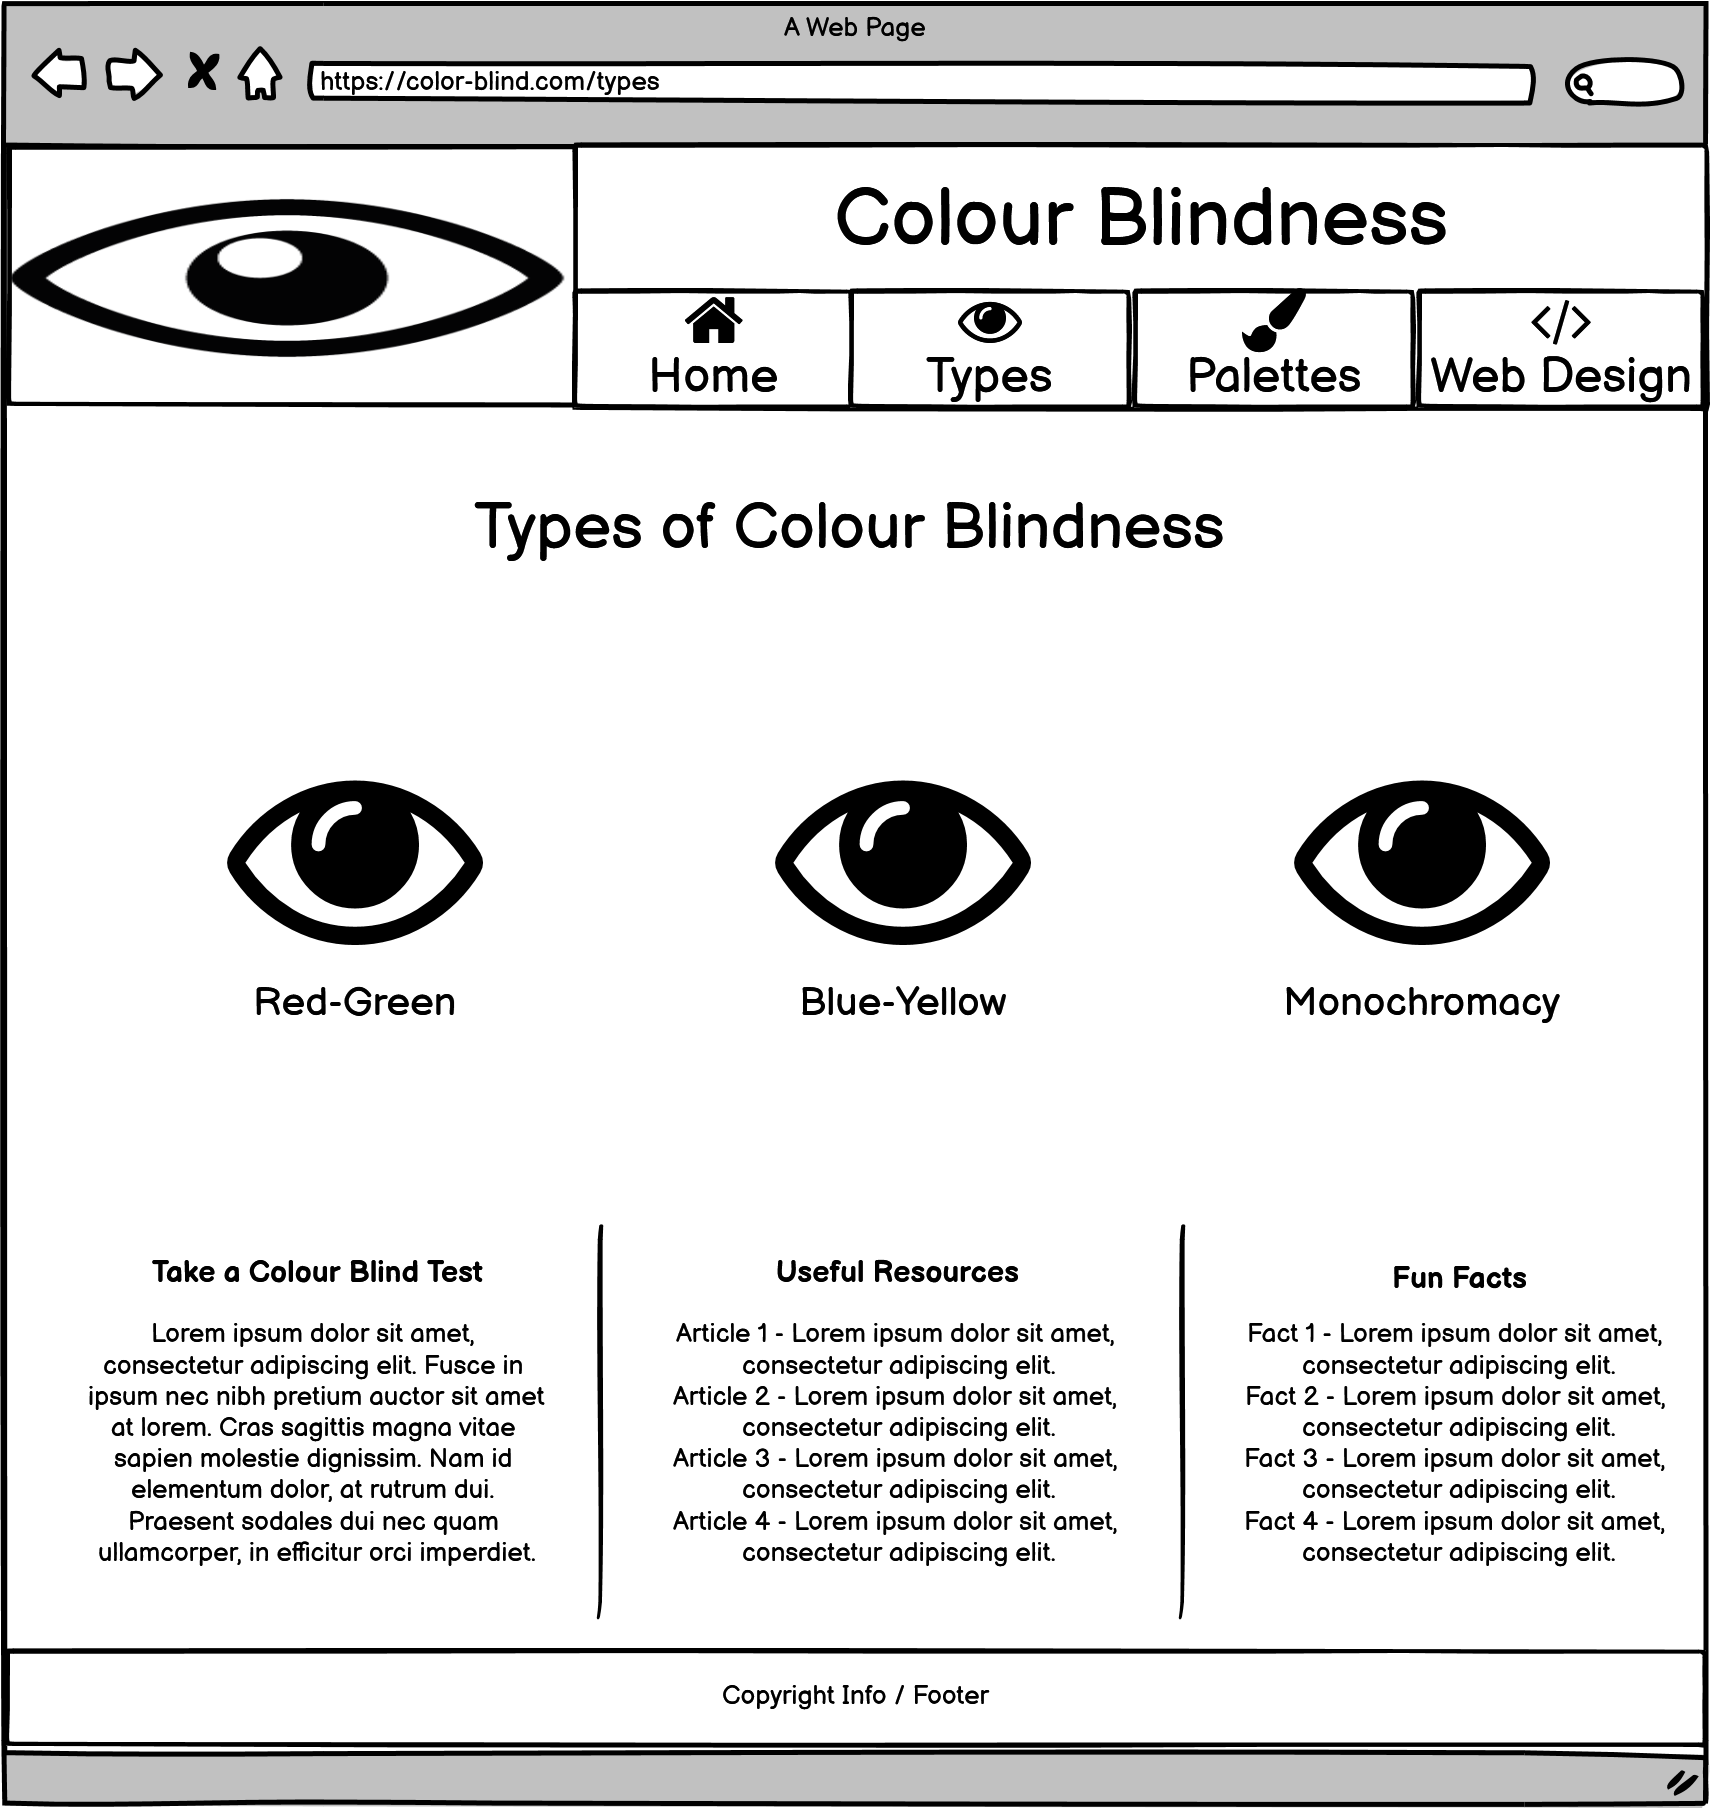 A Web Page
https://color-blind.com/types
Colour Blindness
Home
Types
Palettes
Web Design
Types of Colour Blindness
Red-Green
Blue-Yellow
Monochromacy
Take a Colour Blind Test
Lorem ipsum dolor sit amet,
consectetur adipiscing elit. Fusce in
ipsum nec nibh pretium auctor sit amet
at lorem. Cras sagittis magna vitae
sapien molestie dignissim. Nam id
elementum dolor, at rutrum dui.
Praesent sodales dui nec quam
ullamcorper, in efficitur orci imperdiet.
Useful Resources
Article 1 - Lorem ipsum dolor sit amet,
consectetur adipiscing elit.
Article 2 - Lorem ipsum dolor sit amet,
consectetur adipiscing elit.
Article 3 - Lorem ipsum dolor sit amet,
consectetur adipiscing elit.
Article 4 - Lorem ipsum dolor sit amet,
consectetur adipiscing elit.
Fun Facts
Fact 1 - Lorem ipsum dolor sit amet,
consectetur adipiscing elit.
Fact 2 - Lorem ipsum dolor sit amet,
consectetur adipiscing elit.
Fact 3 - Lorem ipsum dolor sit amet,
consectetur adipiscing elit.
Fact 4 - Lorem ipsum dolor sit amet,
consectetur adipiscing elit.
Copyright Info / Footer